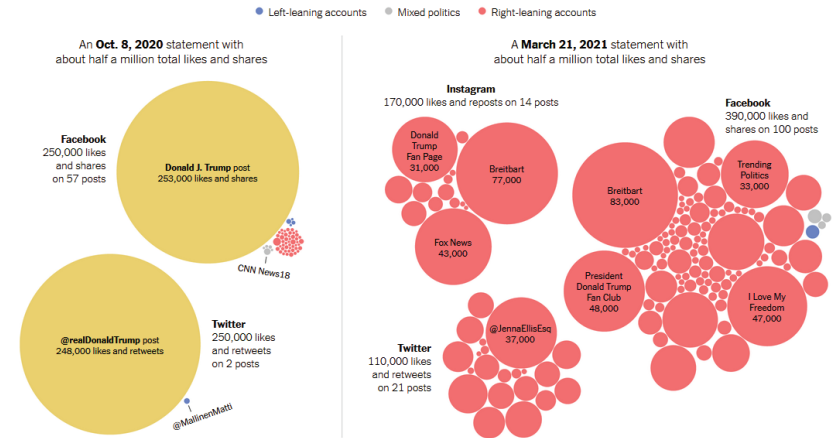 Left-leaning accounts
Mixed politics
Right-leaning accounts
An Oct. 8, 2020 statement with
about half a million total likes and shares
Facebook
250,000 likes
and shares
on 57 posts
Donald J. Trump post
253,000 likes and shares
CNN News18
@realDonaldTrump post
248,000 likes and retweets
Twitter
250,000 likes
and retweets
on 2 posts
@MallinenMatti
A March 21, 2021 statement with
about half a million total likes and shares
Instagram
170,000 likes and reposts on 14 posts
Donald
Trump
Fan Page
31,000
Breitbart
77,000
Fox News
43,000
Facebook
390,000 likes and
shares on 100 posts
Trending
Politics
33,000
Breitbart
83,000
President
Donald Trump
Fan Club
48,000
I Love My
Freedom
47,000
Twitter
110,000 likes
and retweets
on 21 posts
@JennaEllisEsq
37,000